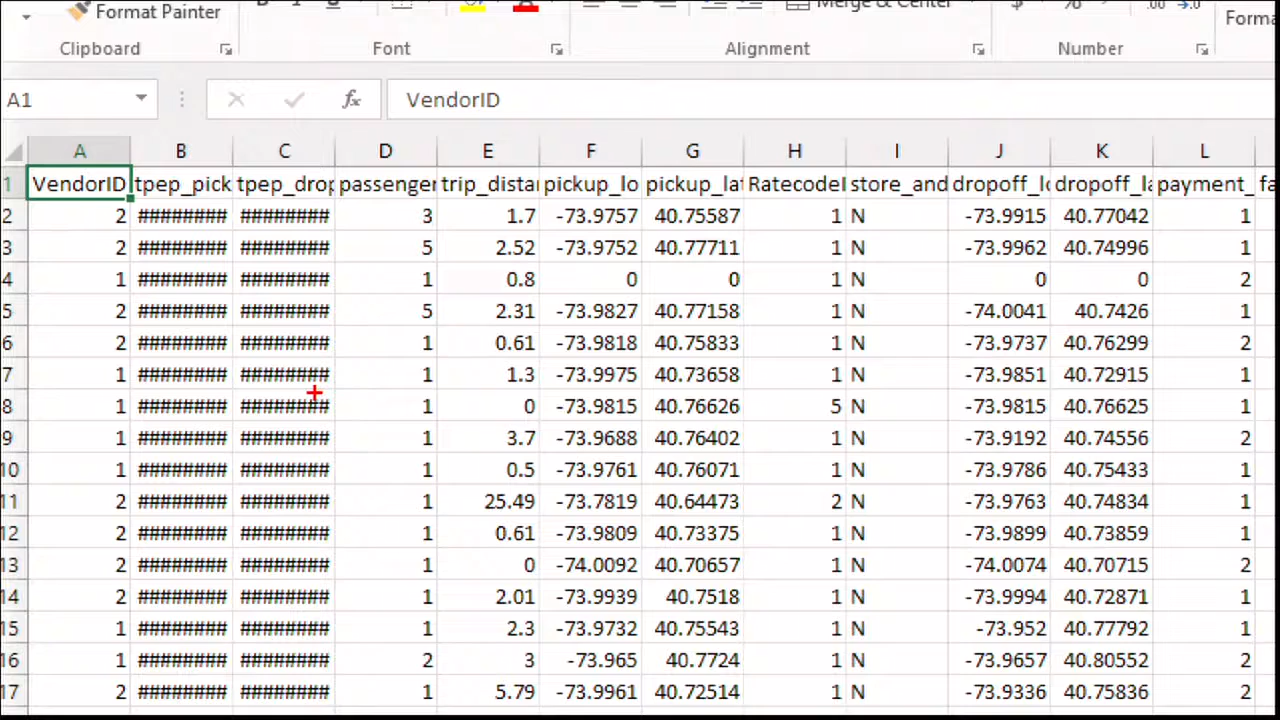 Format Painter
Merge & Center
$ % .00 .0
Forma
Clipboard Font Alignment Number
A1 fx VendorID
A B C D E F G H I J K L
1 VendorID tpep_pick tpep_drop passenger trip_distar pickup_lo pickup_lat RatecodeI store_and dropoff_lo dropoff_la payment_ fa
2 2 ######## ######## 3 1.7 -73.9757 40.75587 1 N -73.9915 40.77042 1
3 2 ######## ######## 5 2.52 -73.9752 40.77711 1 N -73.9962 40.74996 1
4 1 ######## ######## 1 0.8 0 0 1 N 0 0 2
5 2 ######## ######## 5 2.31 -73.9827 40.77158 1 N -74.0041 40.7426 1
6 2 ######## ######## 1 0.61 -73.9818 40.75833 1 N -73.9737 40.76299 2
7 1 ######## ######## 1 1.3 -73.9975 40.73658 1 N -73.9851 40.72915 1
8 1 ######## ######## 1 0 -73.9815 40.76626 5 N -73.9815 40.76625 1
9 1 ######## ######## 1 3.7 -73.9688 40.76402 1 N -73.9192 40.74556 2
10 1 ######## ######## 1 0.5 -73.9761 40.76071 1 N -73.9786 40.75433 1
11 2 ######## ######## 1 25.49 -73.7819 40.64473 2 N -73.9763 40.74834 1
12 2 ######## ######## 1 0.61 -73.9809 40.73375 1 N -73.9899 40.73859 1
13 2 ######## ######## 1 0 -74.0092 40.70657 1 N -74.0074 40.70715 2
14 2 ######## ######## 1 2.01 -73.9939 40.7518 1 N -73.9994 40.72871 1
15 1 ######## ######## 1 2.3 -73.9732 40.75543 1 N -73.952 40.77792 1
16 1 ######## ######## 2 3 -73.965 40.7724 1 N -73.9657 40.80552 2
17 2 ######## ######## 1 5.79 -73.9961 40.72514 1 N -73.9336 40.75836 2